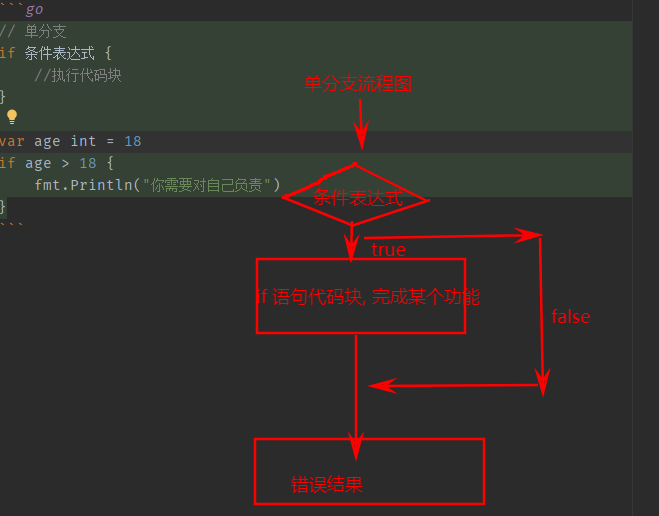 ```go
// 单分支
if 条件表达式 {
//执行代码块
}
var age int = 18
if age > 18 {
fmt.Println("你需要对自己负责")
}
```
单分支流程图
条件表达式
true
if 语句代码块, 完成某个功能
false
错误结果